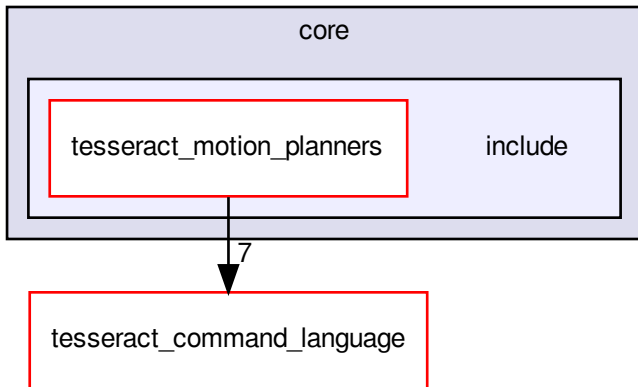 core
tesseract_motion_planners
include
7
tesseract_command_language